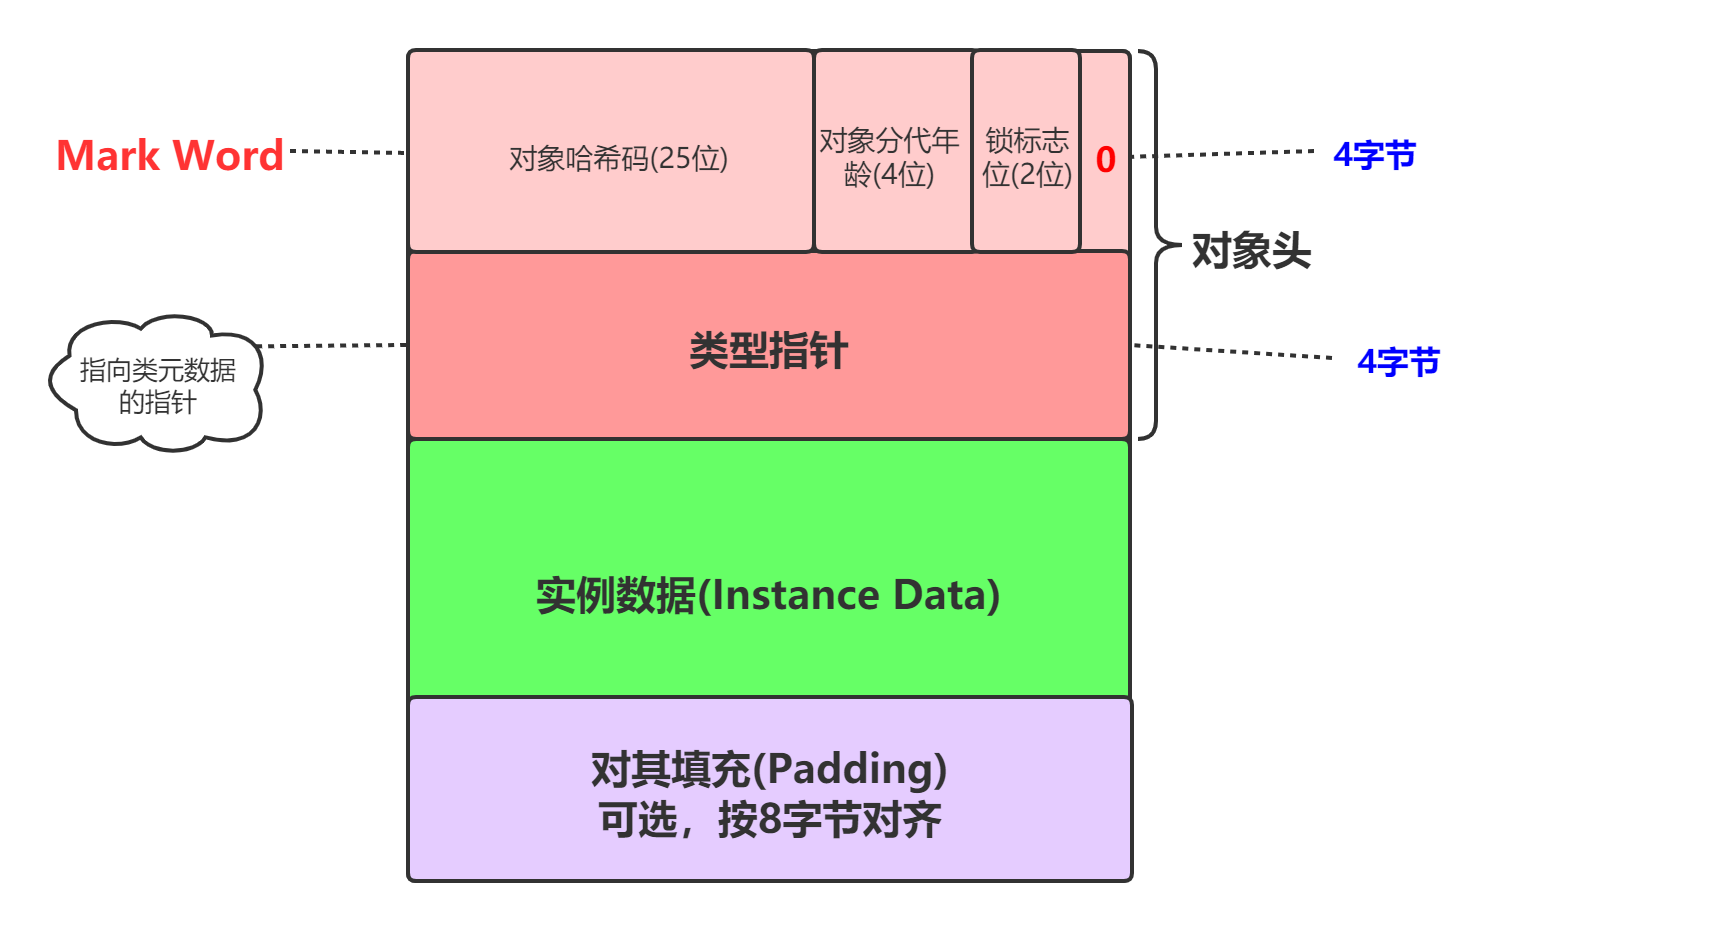 Mark Word
对象哈希码(25位)
对象分代年
龄(4位)
锁标志
位(2位)
0
4字节
对象头
指向类元数据
的指针
类型指针
4字节
实例数据(Instance Data)
对其填充(Padding)
可选，按8字节对齐